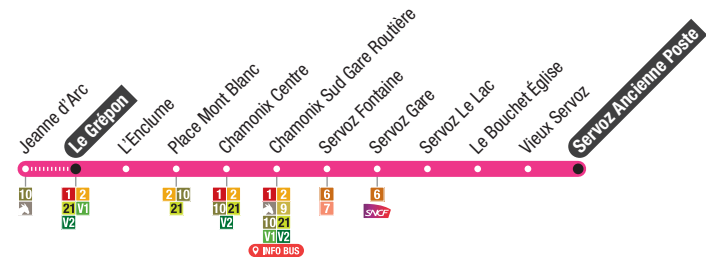 Jeanne d'Arc
Le Grépon
L'Enclume
Place Mont Blanc
Chamonix Centre
Chamonix Sud Gare Routière
Servoz Fontaine
Servoz Gare
Servoz Le Lac
Le Bouchet Église
Vieux Servoz
Servoz Ancienne Poste
10
1 2
21 V1
V2
2 10
21
1 2
10 21
V2
1 2
9
10 21
V1 V2
INFO BUS
6
7
6
SNCF